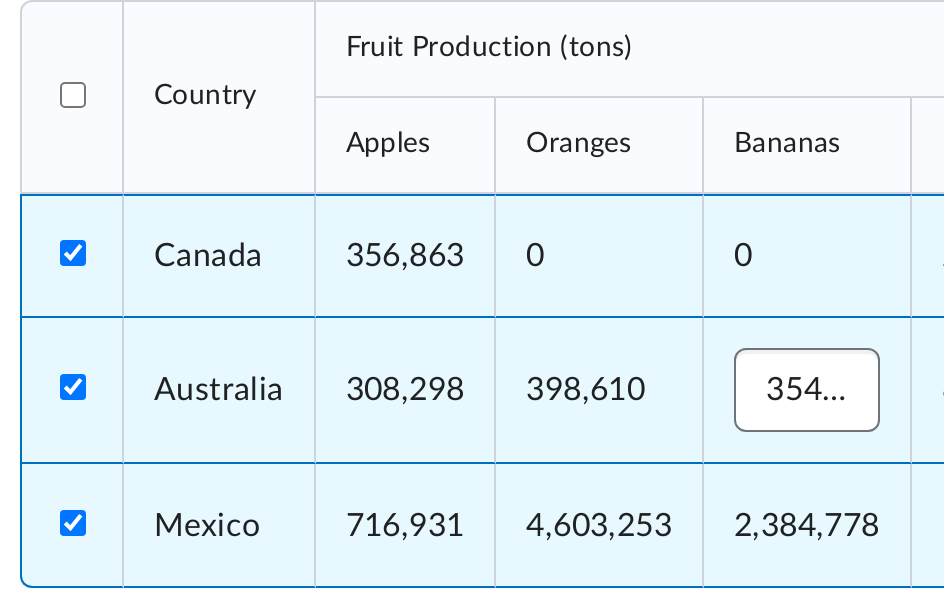 Fruit Production (tons)
Country
Apples Oranges Bananas
Canada 356,863 0 0
Australia 308,298 398,610 354...
Mexico 716,931 4,603,253 2,384,778